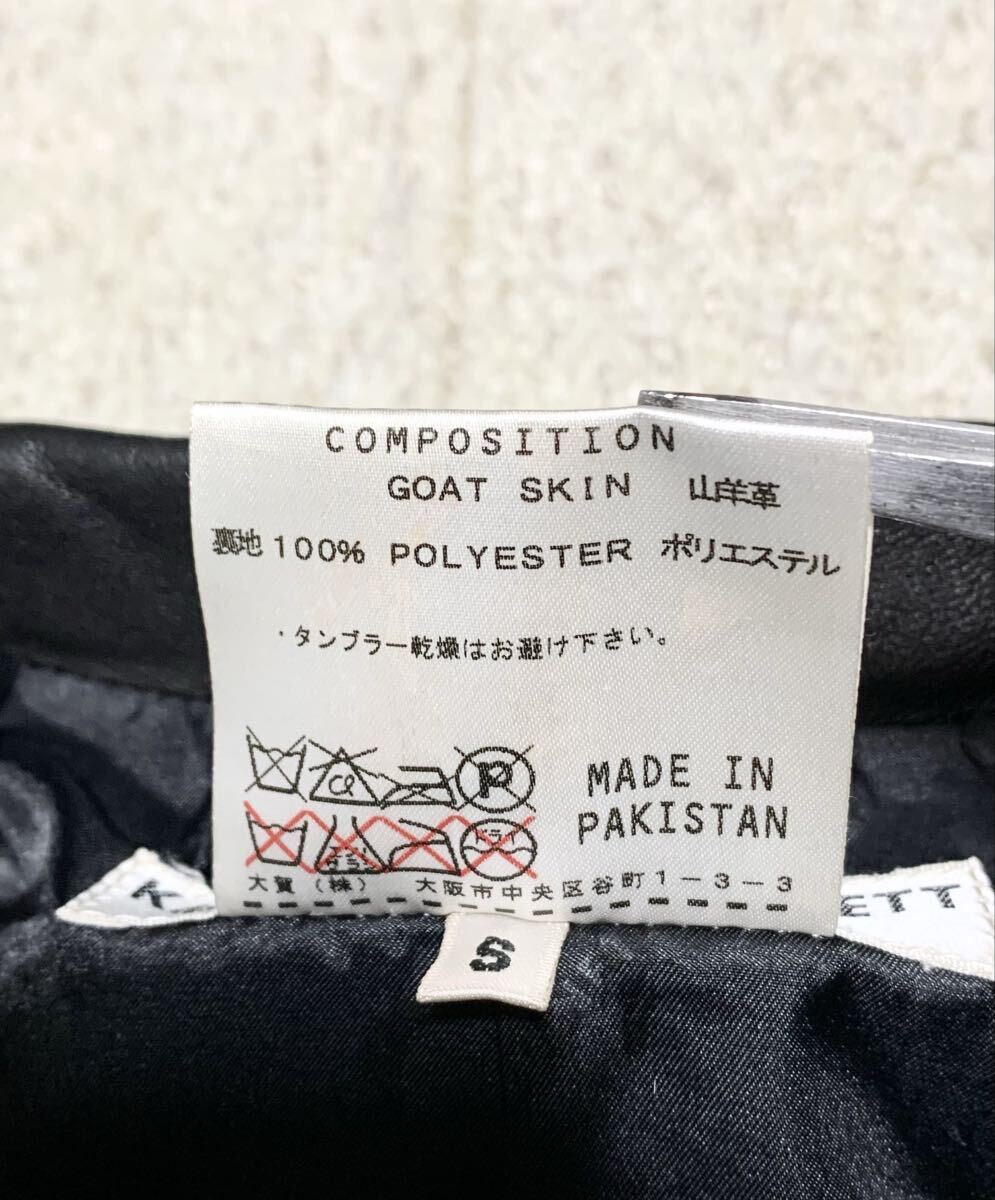 COMPOSITION
GOAT SKIN 山羊革
裏地 100% POLYESTER ポリエステル
・タンブラー乾燥はお避け下さい。
MADE IN
PAKISTAN
大賀（株） 大阪市中央区谷町1-3-3
K
ETT
S